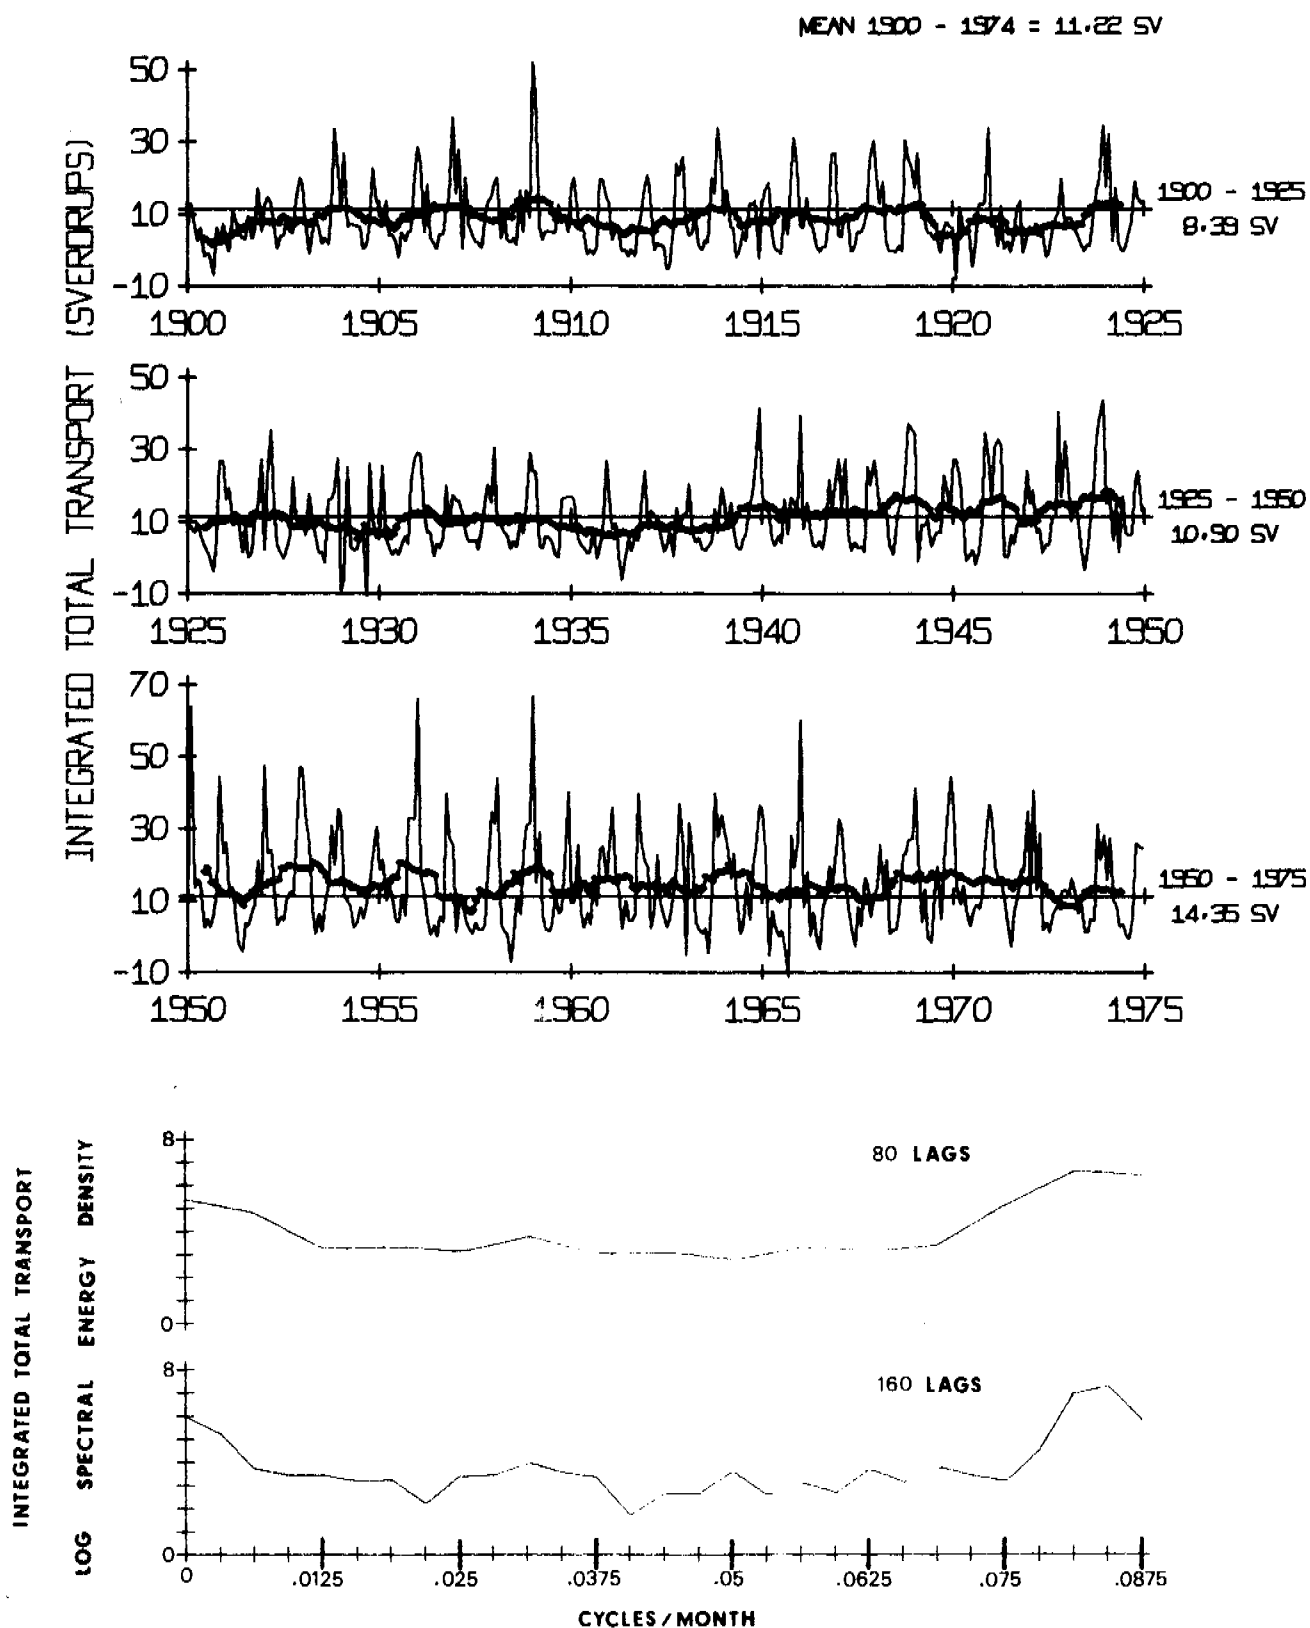 MEAN 1900 - 1974 = 11.22 SV
INTEGRATED TOTAL TRANSPORT (SVERDRUPS)
50
30
10
-10
1900 1905 1910 1915 1920 1925
1900 - 1925
8.39 SV
50
30
10
-10
1925 1930 1935 1940 1945 1950
1925 - 1950
10.90 SV
70
50
30
10
-10
1950 1955 1960 1965 1970 1975
1950 - 1975
14.35 SV
INTEGRATED TOTAL TRANSPORT
LOG SPECTRAL ENERGY DENSITY
8
0
80 LAGS
8
0
160 LAGS
0 .0125 .025 .0375 .05 .0625 .075 .0875
CYCLES/MONTH